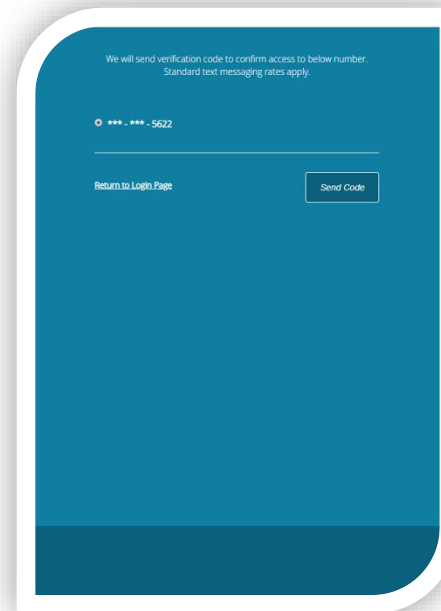 We will send verification code to confirm access to below number.
Standard text messaging rates apply.
*** - *** - 5622
Return to Login Page
Send Code